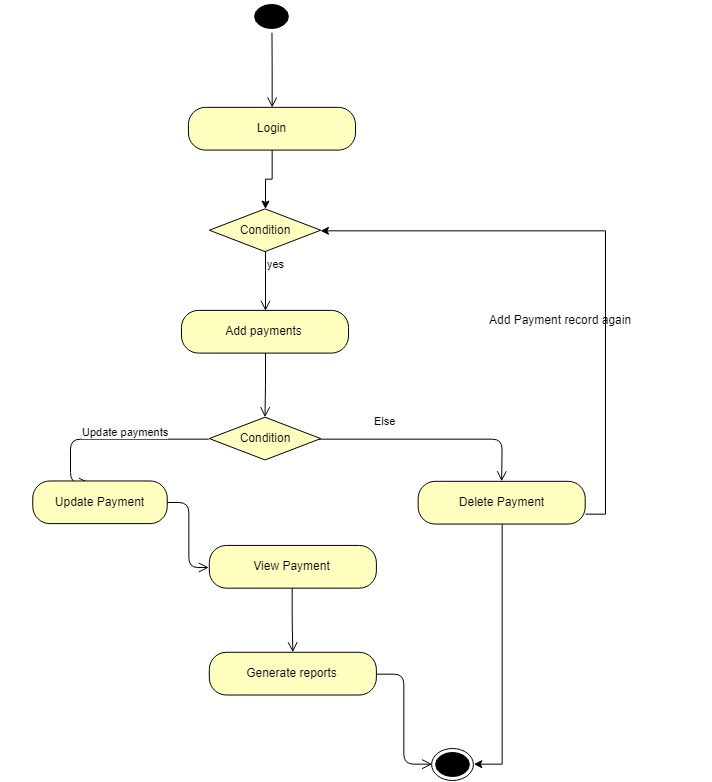 Login
Condition
yes
Add Payment record again
Add payments
Else
Update payments
Condition
Update Payment
Delete Payment
View Payment
Generate reports